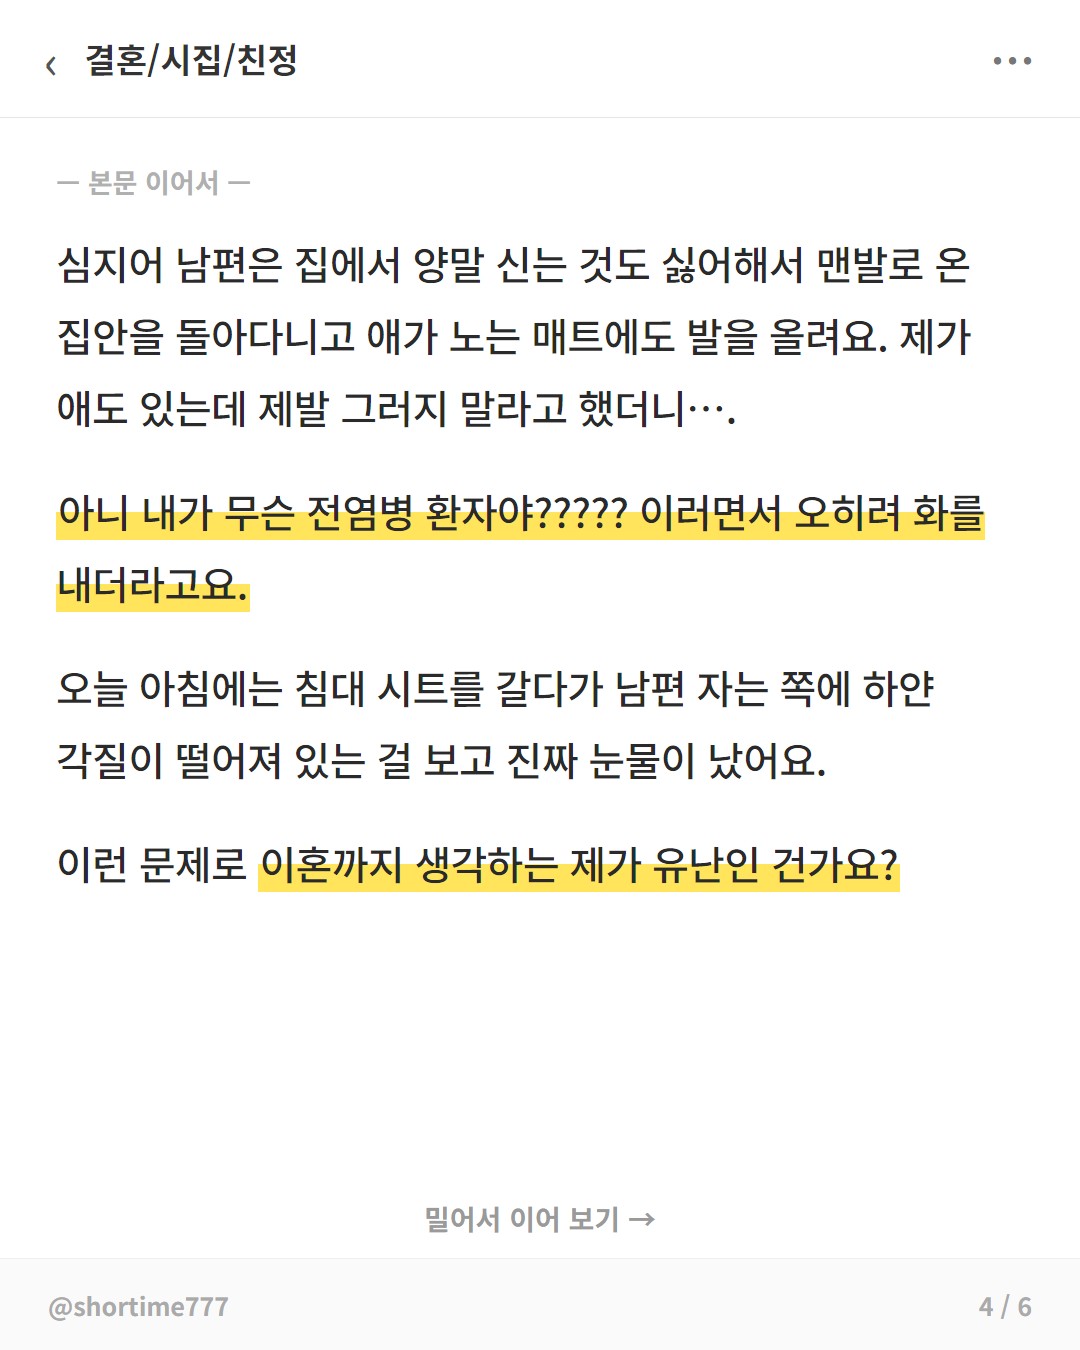 ‹ 결혼/시집/친정 •••
— 본문 이어서 —
심지어 남편은 집에서 양말 신는 것도 싫어해서 맨발로 온
집안을 돌아다니고 애가 노는 매트에도 발을 올려요. 제가
애도 있는데 제발 그러지 말라고 했더니….
아니 내가 무슨 전염병 환자야????? 이러면서 오히려 화를
내더라고요.
오늘 아침에는 침대 시트를 갈다가 남편 자는 쪽에 하얀
각질이 떨어져 있는 걸 보고 진짜 눈물이 났어요.
이런 문제로 이혼까지 생각하는 제가 유난인 건가요?
밀어서 이어 보기 →
@shortime777 4 / 6